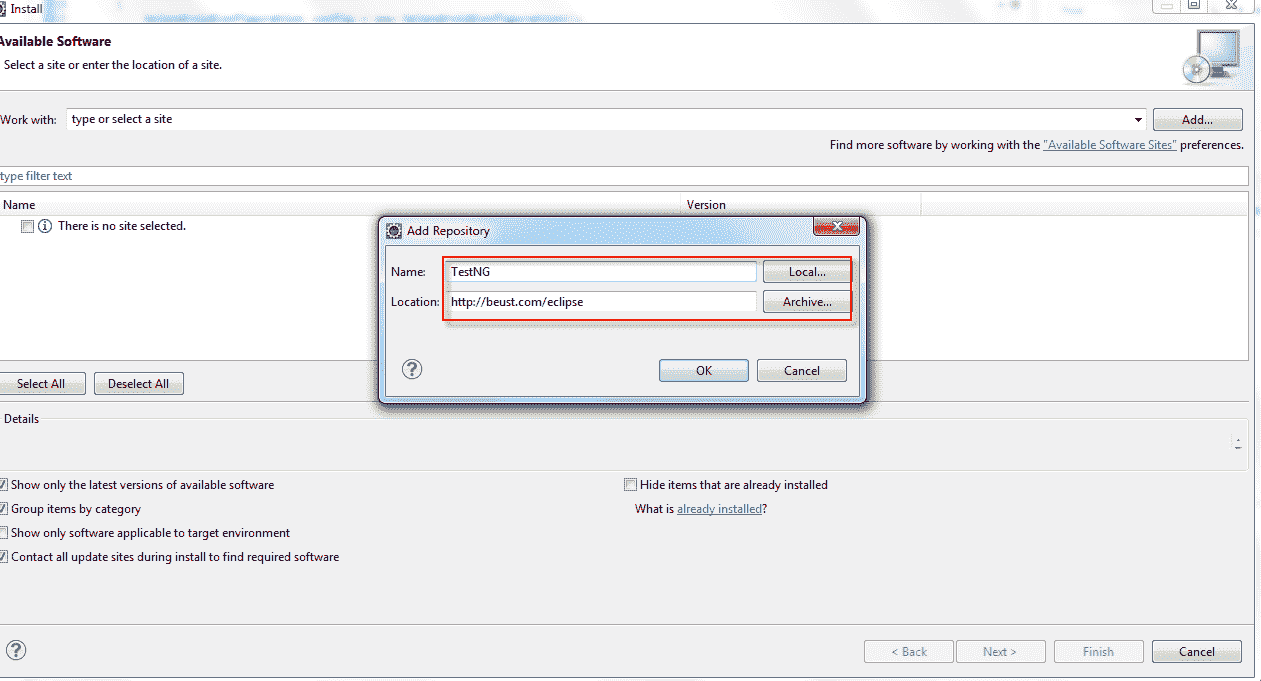 Install
Available Software
Select a site or enter the location of a site.
Work with: type or select a site Add...
Find more software by working with the "Available Software Sites" preferences.
type filter text
Name Version
There is no site selected.
Add Repository
Name: TestNG Local...
Location: http://beust.com/eclipse Archive...
OK Cancel
Select All Deselect All
Details
Show only the latest versions of available software Hide items that are already installed
Group items by category What is already installed?
Show only software applicable to target environment
Contact all update sites during install to find required software
< Back Next > Finish Cancel